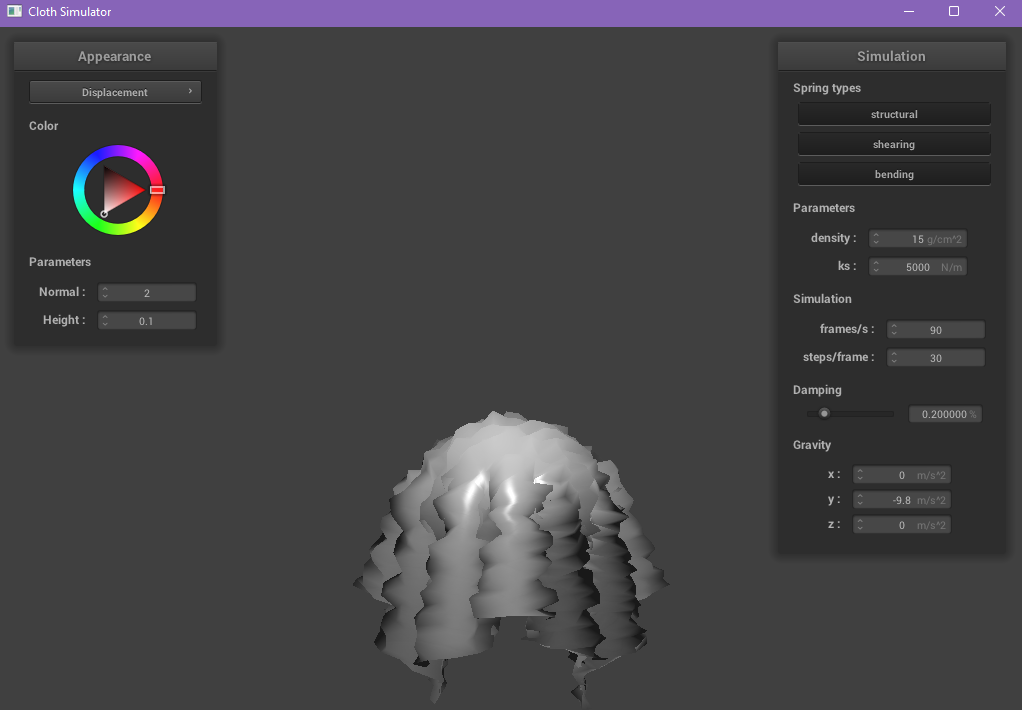 Cloth Simulator
Appearance
Displacement
Color
Parameters
Normal : 2
Height : 0.1
Simulation
Spring types
structural
shearing
bending
Parameters
density : 15 g/cm^2
ks : 5000 N/m
Simulation
frames/s : 90
steps/frame : 30
Damping
0.200000 %
Gravity
x : 0 m/s^2
y : -9.8 m/s^2
z : 0 m/s^2